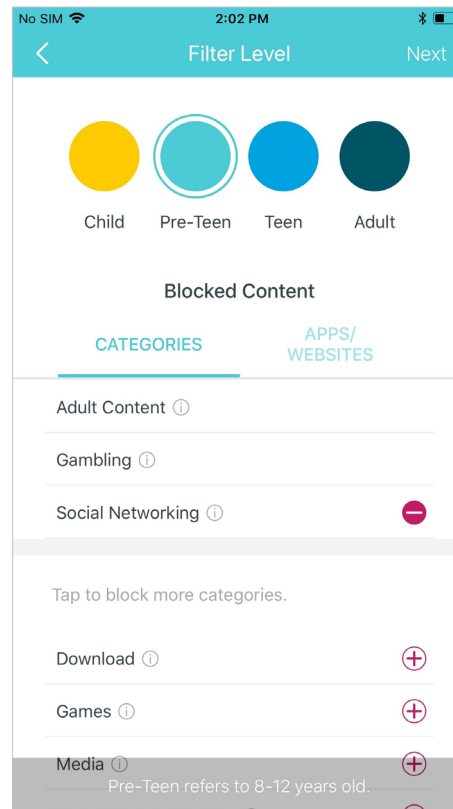 No SIM 2:02 PM
Filter Level Next
Child Pre-Teen Teen Adult
Blocked Content
CATEGORIES
APPS/
WEBSITES
Adult Content
Gambling
Social Networking
Tap to block more categories.
Download
Games
Media
Pre-Teen refers to 8-12 years old.